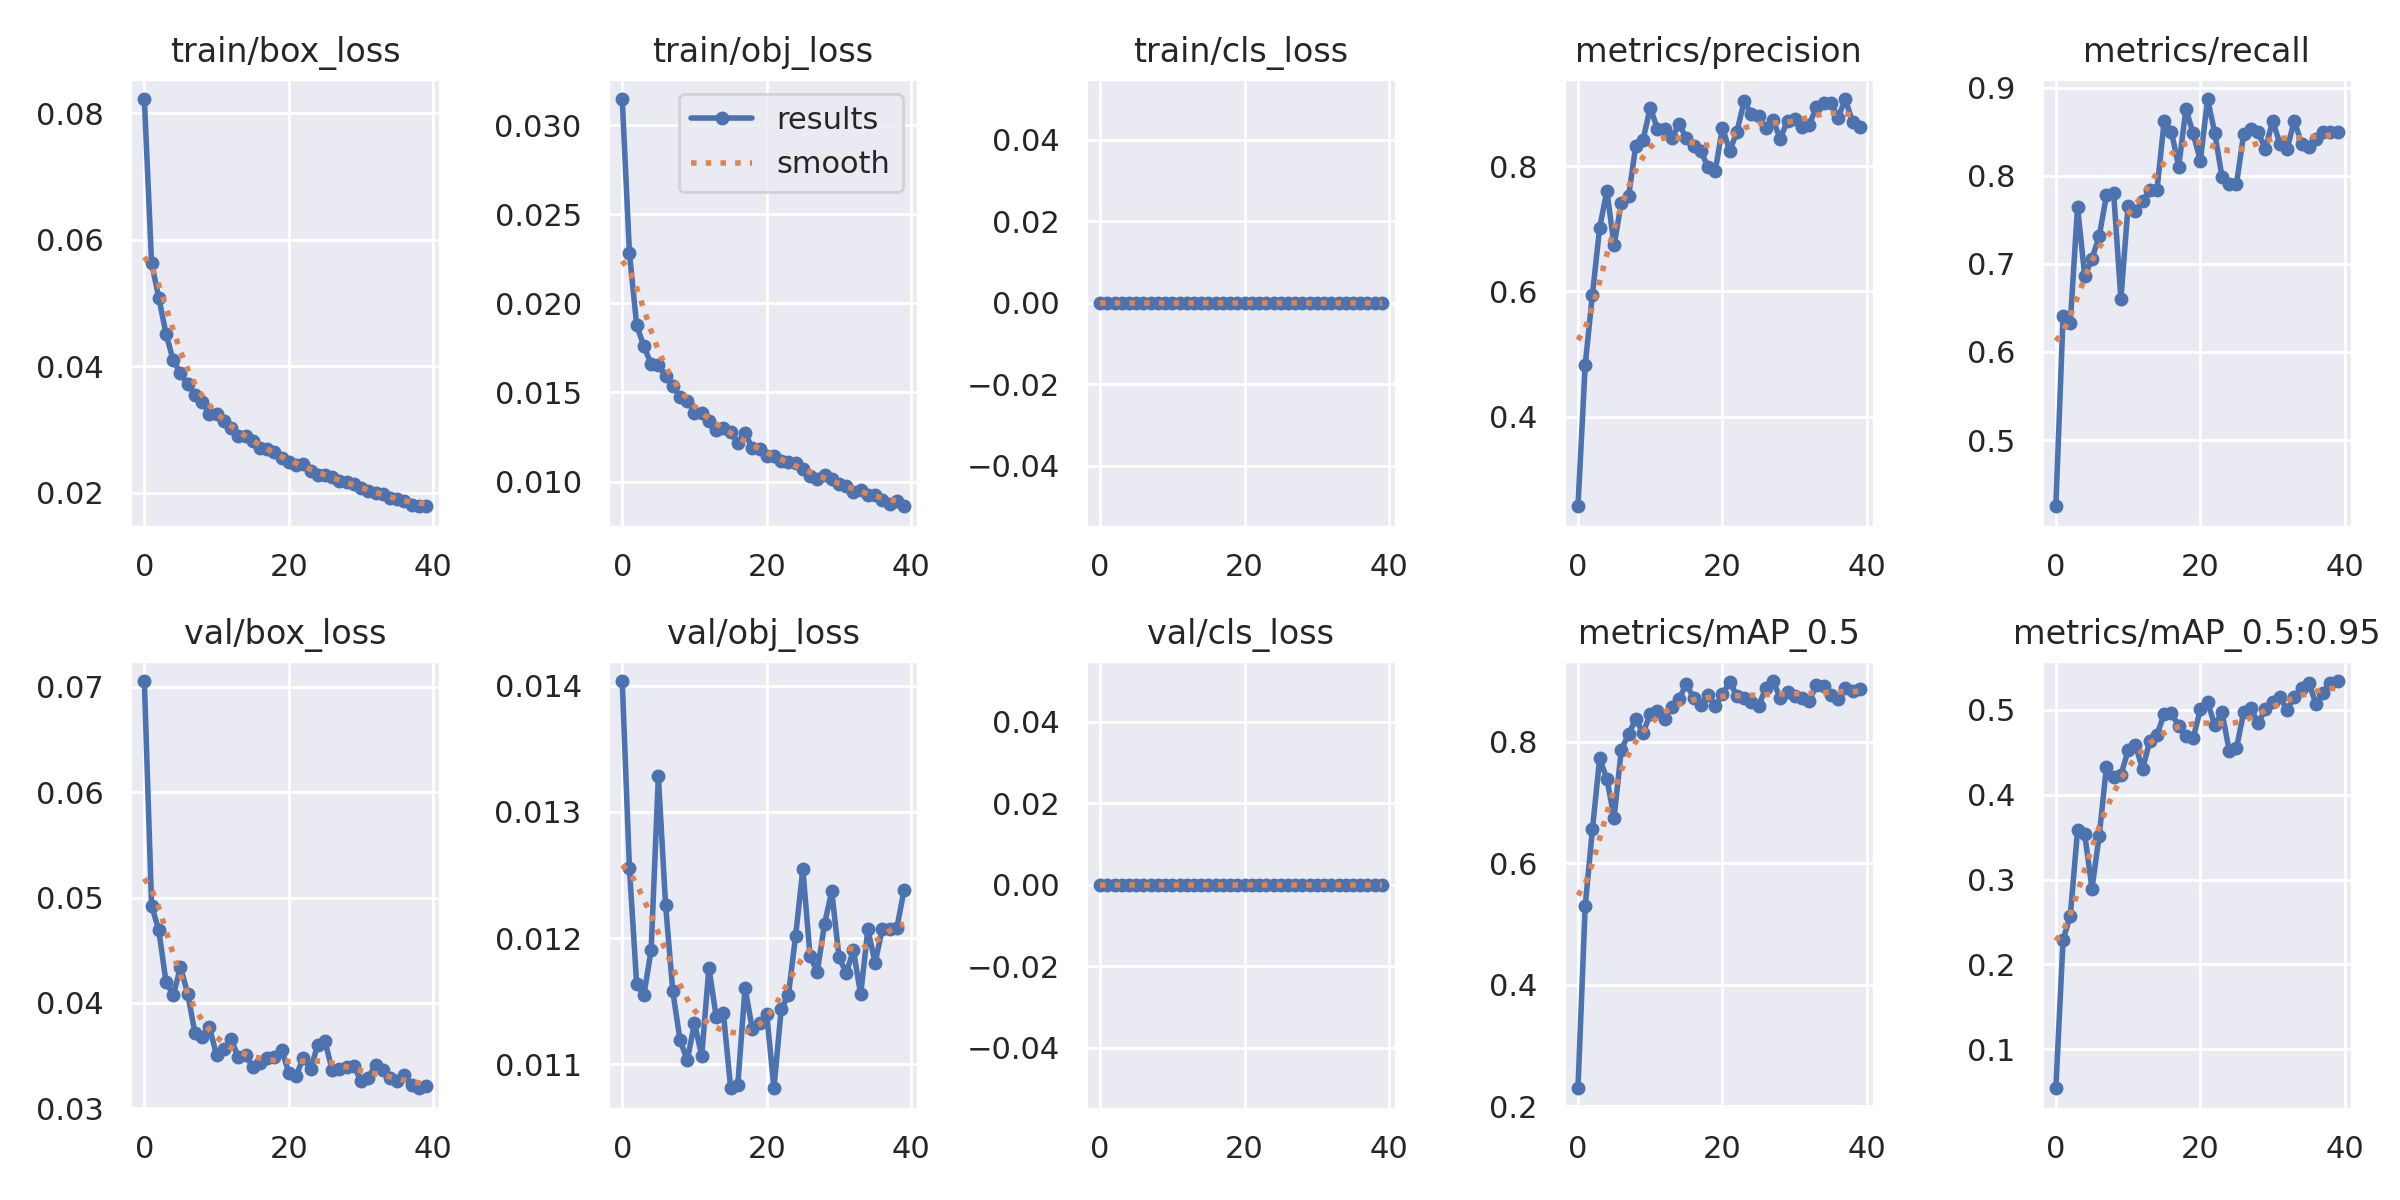 train/box_loss
0.08
0.06
0.04
0.02
0 20 40
train/obj_loss
results
smooth
0.030
0.025
0.020
0.015
0.010
0 20 40
train/cls_loss
0.04
0.02
0.00
−0.02
−0.04
0 20 40
metrics/precision
0.8
0.6
0.4
0 20 40
metrics/recall
0.9
0.8
0.7
0.6
0.5
0 20 40
val/box_loss
0.07
0.06
0.05
0.04
0.03
0 20 40
val/obj_loss
0.014
0.013
0.012
0.011
0 20 40
val/cls_loss
0.04
0.02
0.00
−0.02
−0.04
0 20 40
metrics/mAP_0.5
0.8
0.6
0.4
0.2
0 20 40
metrics/mAP_0.5:0.95
0.5
0.4
0.3
0.2
0.1
0 20 40